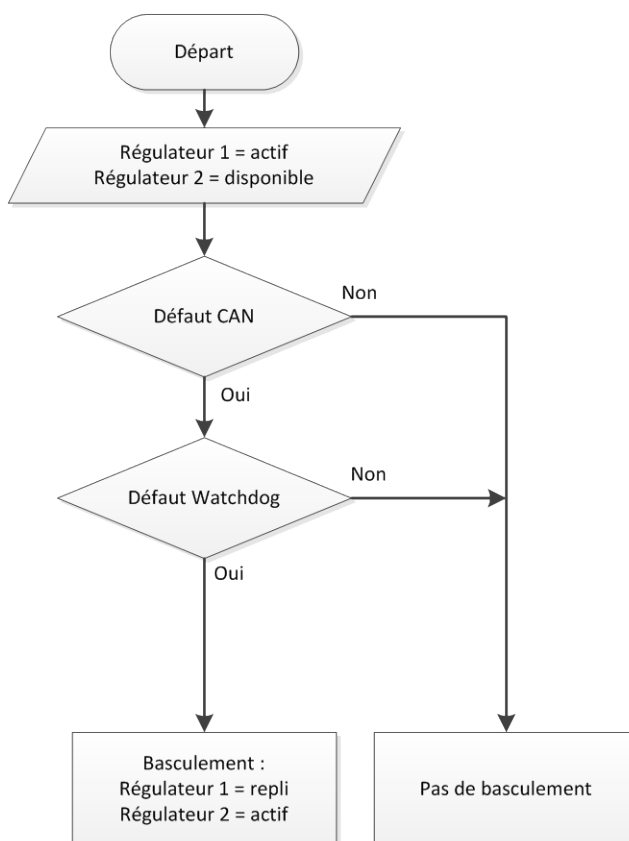 Départ
Régulateur 1 = actif
Régulateur 2 = disponible
Non
Défaut CAN
Oui
Non
Défaut Watchdog
Oui
Basculement :
Régulateur 1 = repli
Régulateur 2 = actif
Pas de basculement